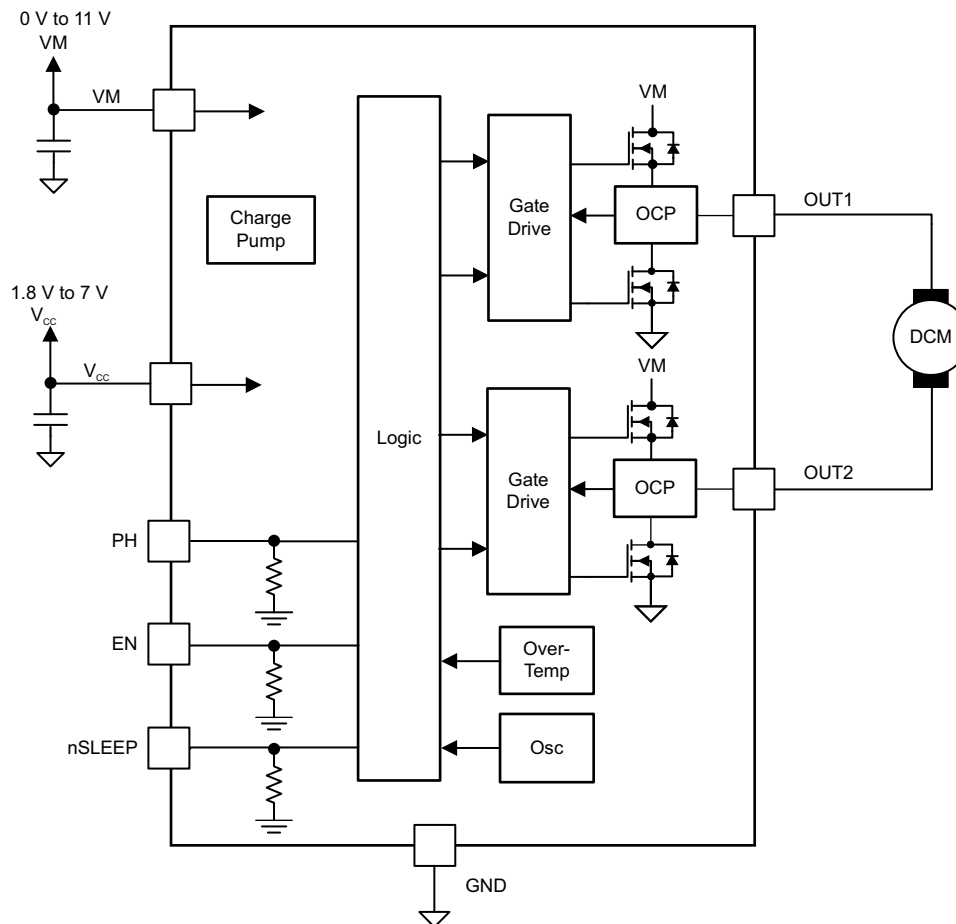 0 V to 11 V
VM
VM
VM
Charge
Pump
Gate
Drive
OCP
OUT1
1.8 V to 7 V
VCC
VCC
DCM
VM
Logic
Gate
Drive
OCP
OUT2
PH
EN
Over-
Temp
nSLEEP
Osc
GND